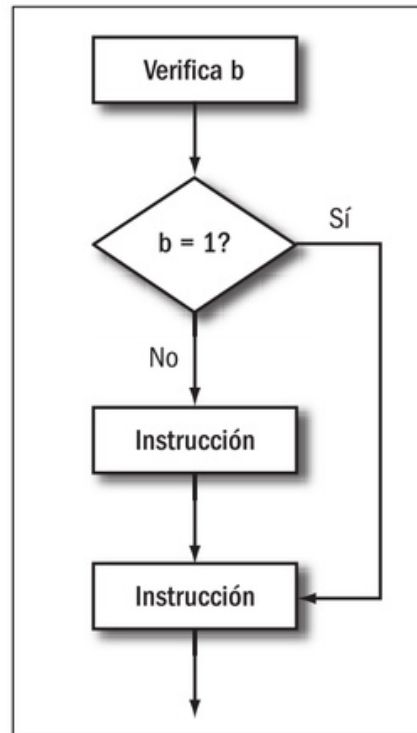 Verifica b
b = 1?
Sí
No
Instrucción
Instrucción